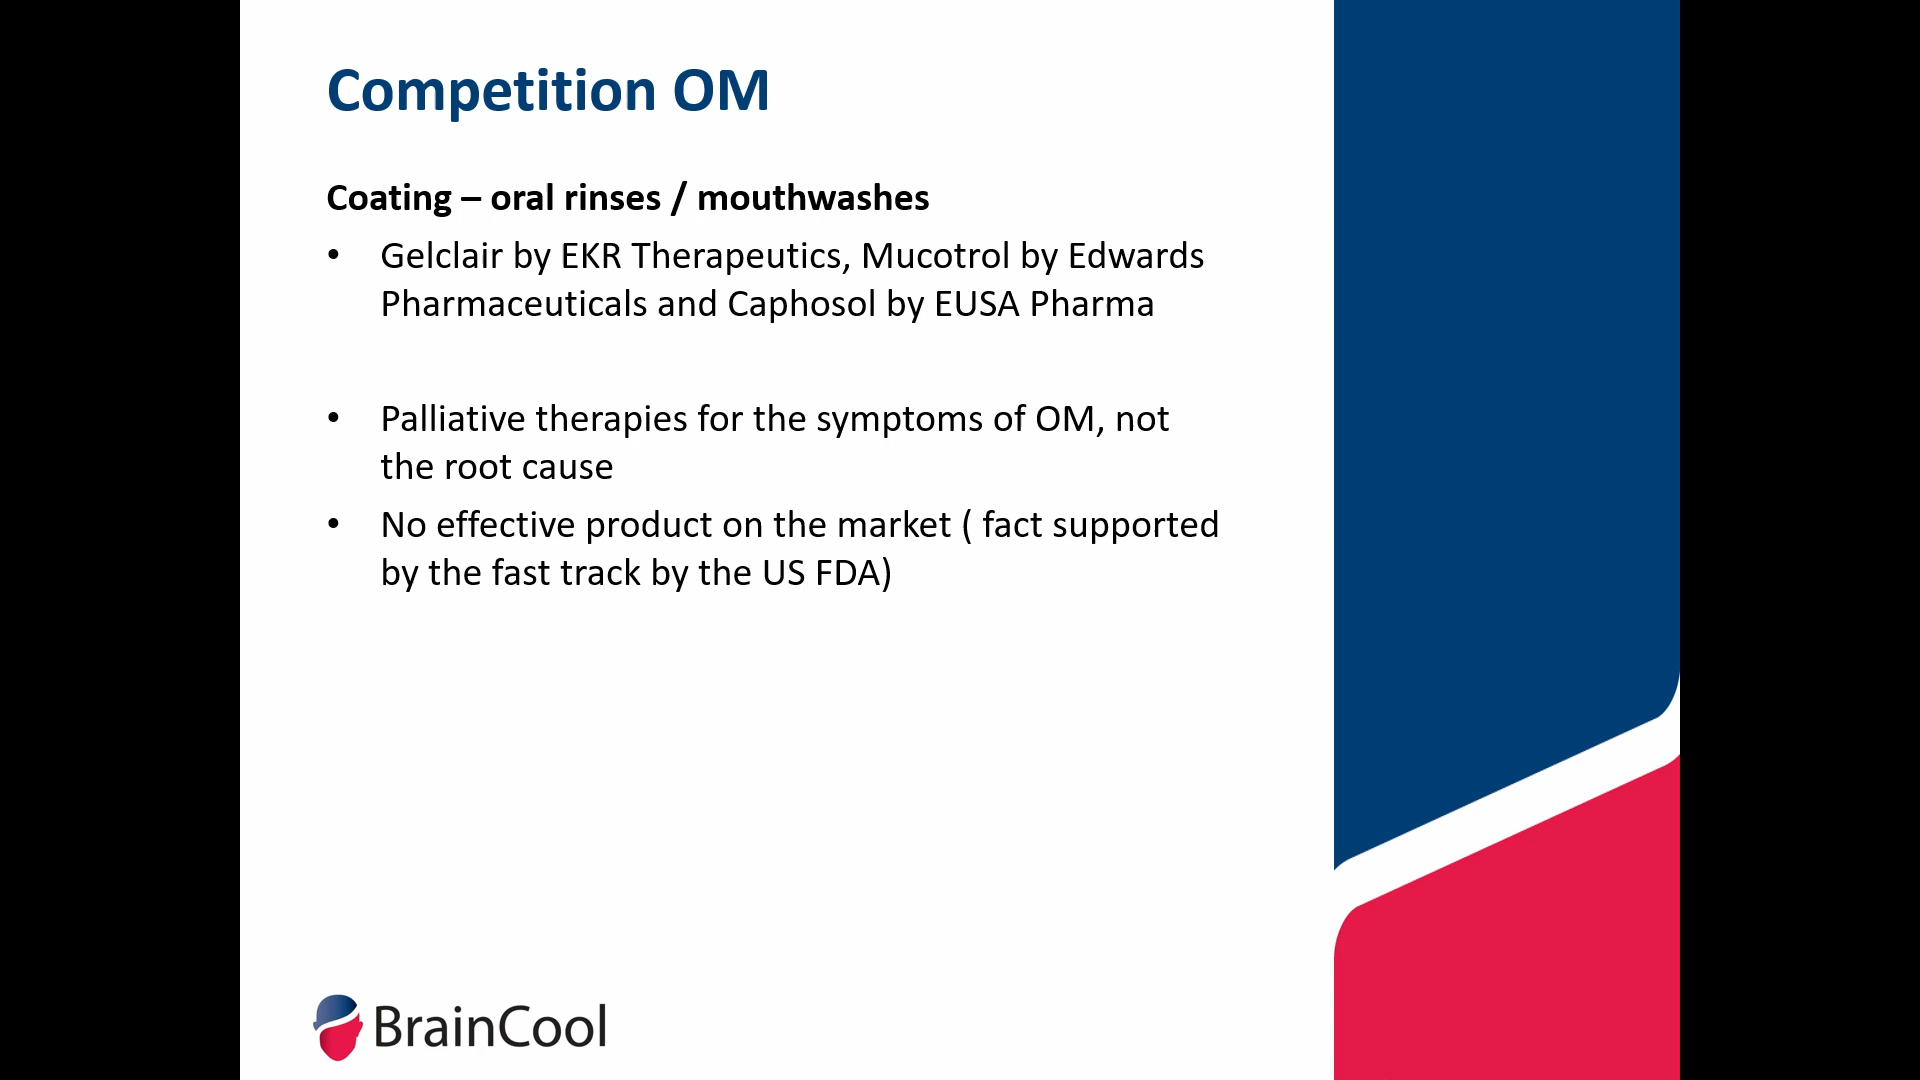 Competition OM
Coating – oral rinses / mouthwashes
• Gelclair by EKR Therapeutics, Mucotrol by Edwards
Pharmaceuticals and Caphosol by EUSA Pharma
• Palliative therapies for the symptoms of OM, not
the root cause
• No effective product on the market ( fact supported
by the fast track by the US FDA)
BrainCool